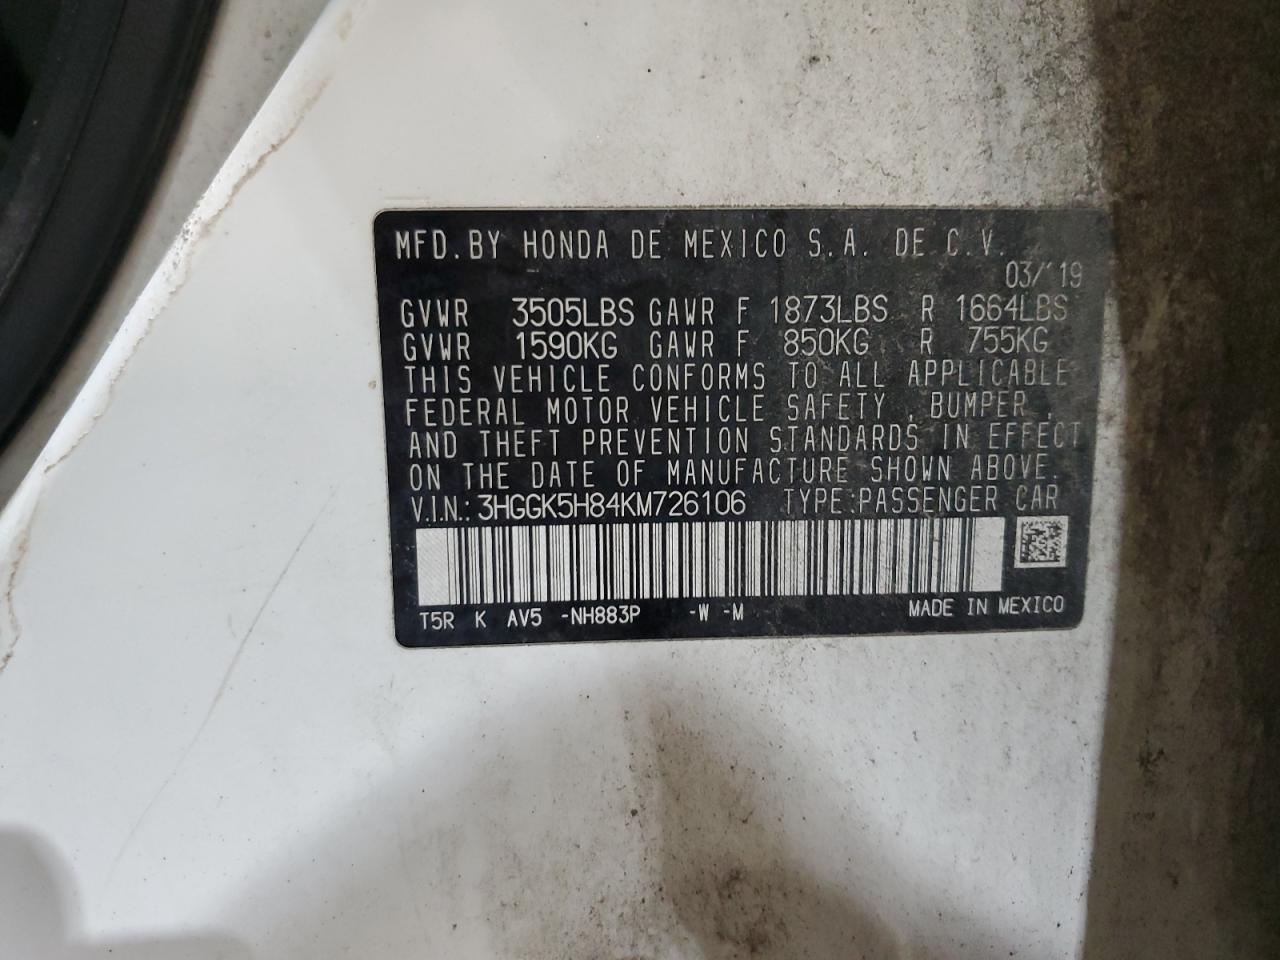 MFD. BY HONDA DE MEXICO S.A. DE C.V.
03/'19
GVWR 3505LBS GAWR F 1873LBS R 1664LBS
GVWR 1590KG GAWR F 850KG R 755KG
THIS VEHICLE CONFORMS TO ALL APPLICABLE
FEDERAL MOTOR VEHICLE SAFETY , BUMPER ,
AND THEFT PREVENTION STANDARDS IN EFFECT
ON THE DATE OF MANUFACTURE SHOWN ABOVE.
V.I.N.: 3HGGK5H84KM726106 TYPE:PASSENGER CAR
T5R K AV5 -NH883P -W -M MADE IN MEXICO